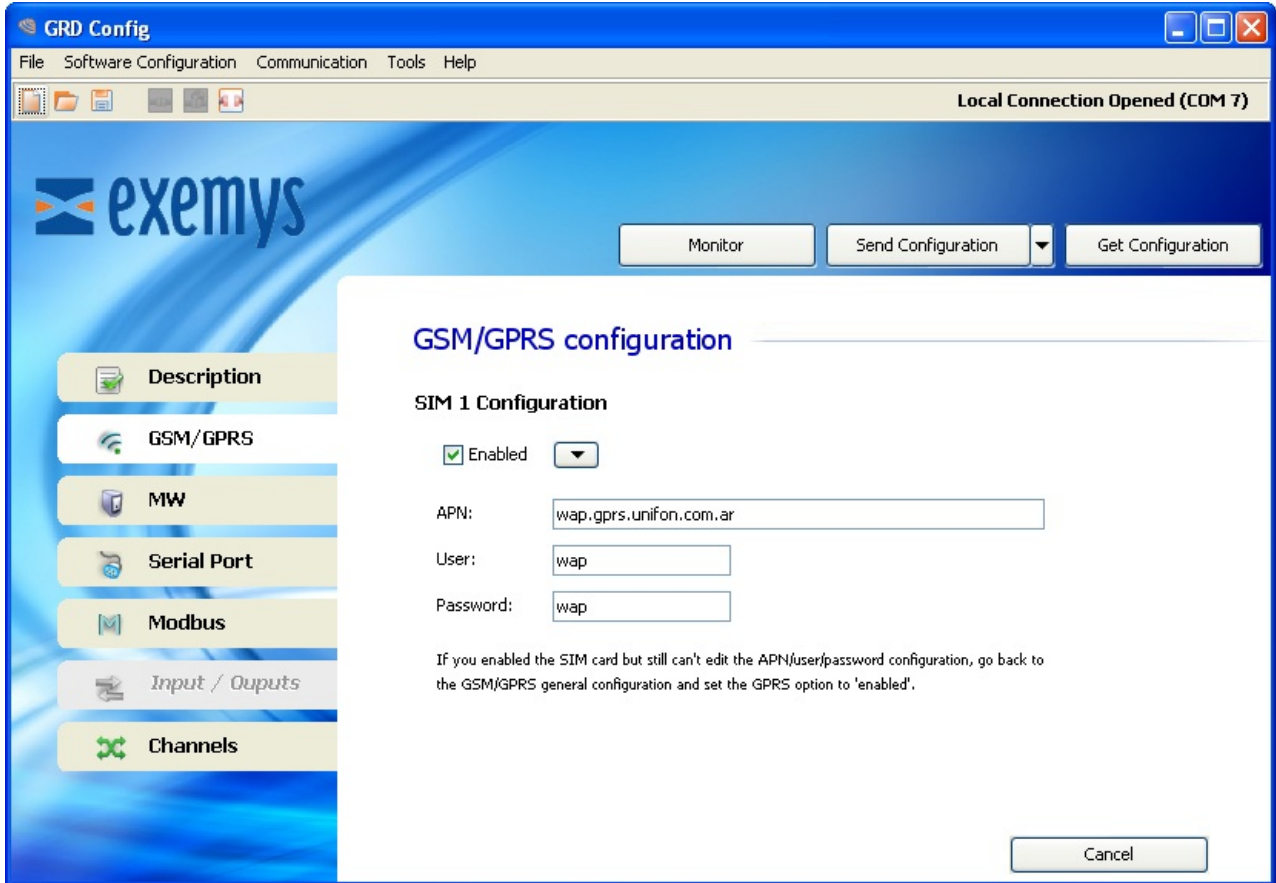 GRD Config
File Software Configuration Communication Tools Help
Local Connection Opened (COM 7)
exemys
Monitor Send Configuration Get Configuration
GSM/GPRS configuration
Description
SIM 1 Configuration
GSM/GPRS
Enabled
MW
APN: wap.gprs.unifon.com.ar
Serial Port
User: wap
Password: wap
Modbus
If you enabled the SIM card but still can't edit the APN/user/password configuration, go back to
the GSM/GPRS general configuration and set the GPRS option to 'enabled'.
Input / Ouputs
Channels
Cancel